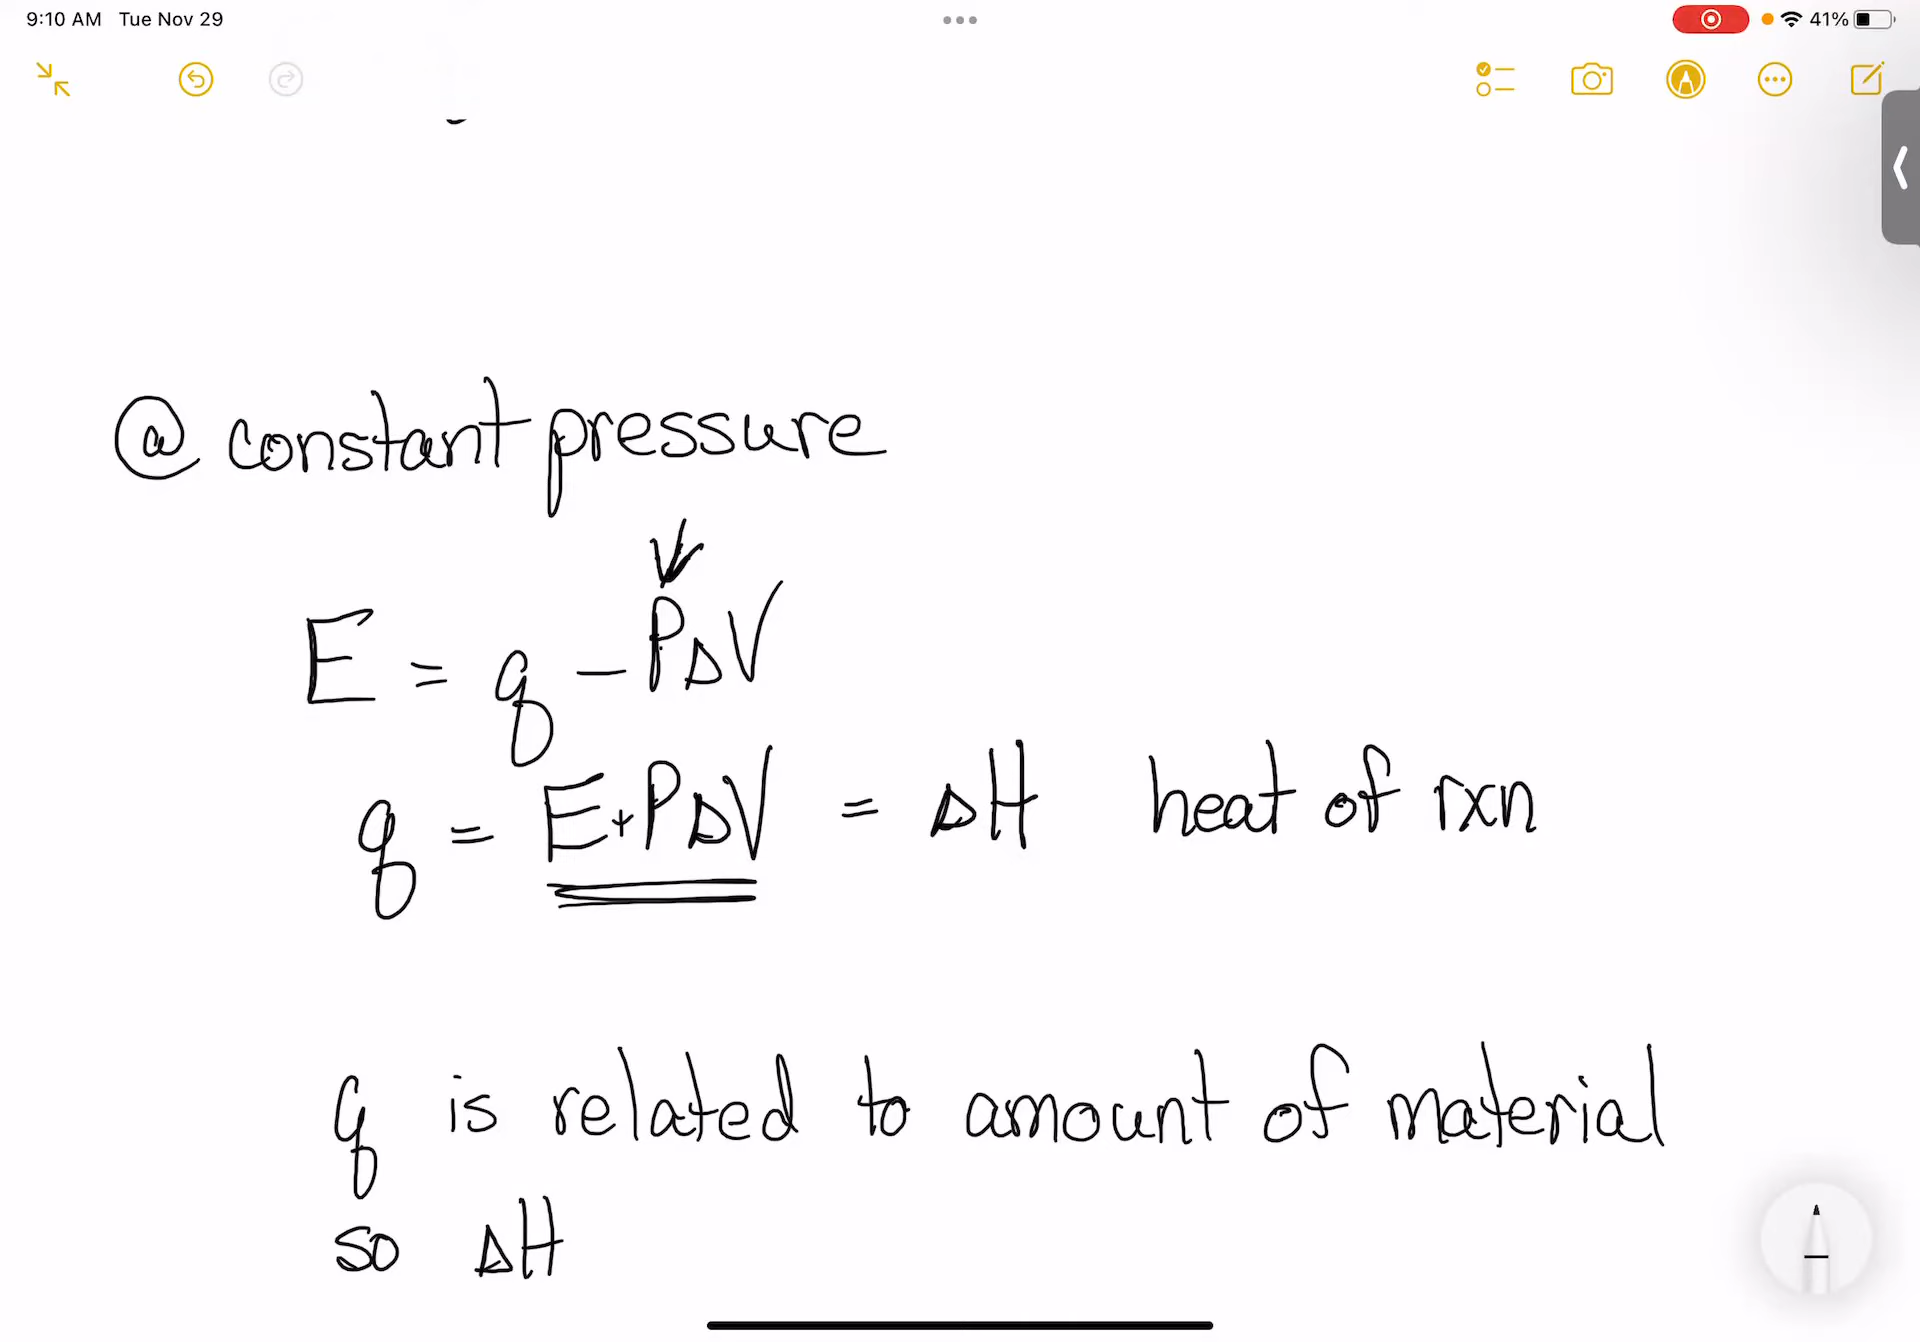 9:10 AM Tue Nov 29
41%
@ constant pressure
E = q - PΔV
q = E+PΔV = ΔH heat of rxn
q is related to amount of material
so ΔH